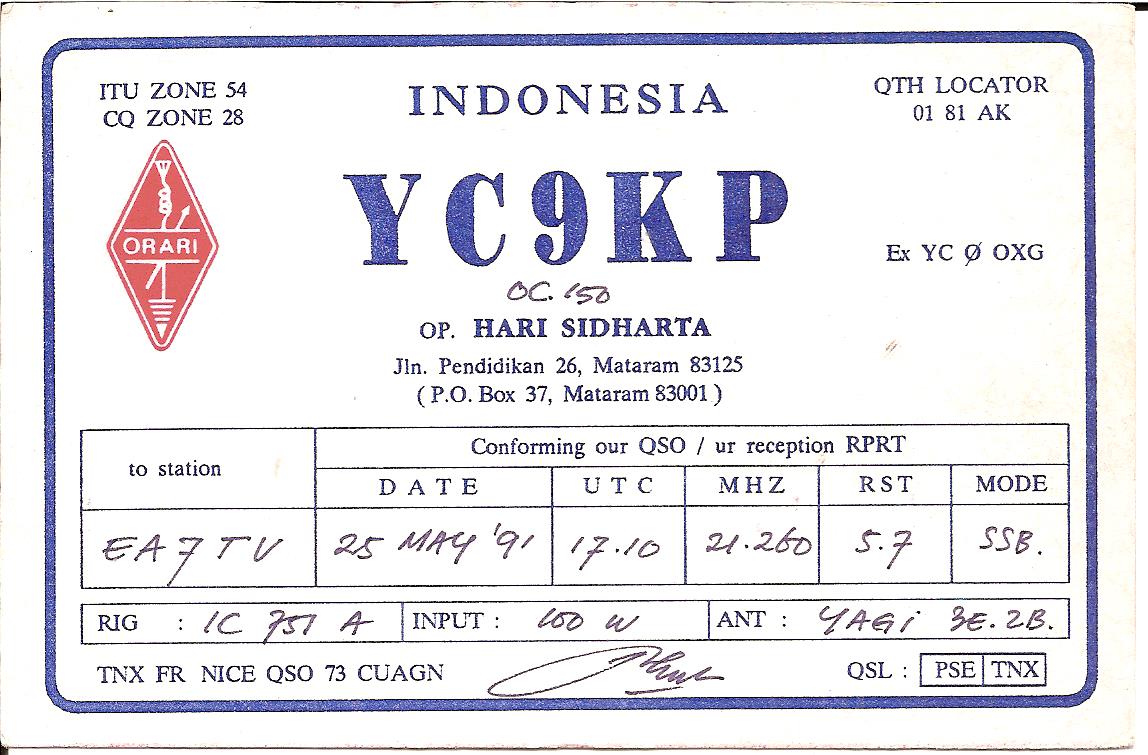 ITU ZONE 54
CQ ZONE 28
INDONESIA
QTH LOCATOR
01 81 AK
ORARI
YC9KP
Ex YC Ø OXG
OC. 150
OP. HARI SIDHARTA
Jln. Pendidikan 26, Mataram 83125
( P.O. Box 37, Mataram 83001 )
to station
Conforming our QSO / ur reception RPRT
DATE UTC MHZ RST MODE
EA7TV 25 MAY '91 17.10 21.260 5.7 SSB.
RIG : IC 751 A INPUT : 100 W ANT : YAGi 3E. 2B.
TNX FR NICE QSO 73 CUAGN QSL : PSE TNX